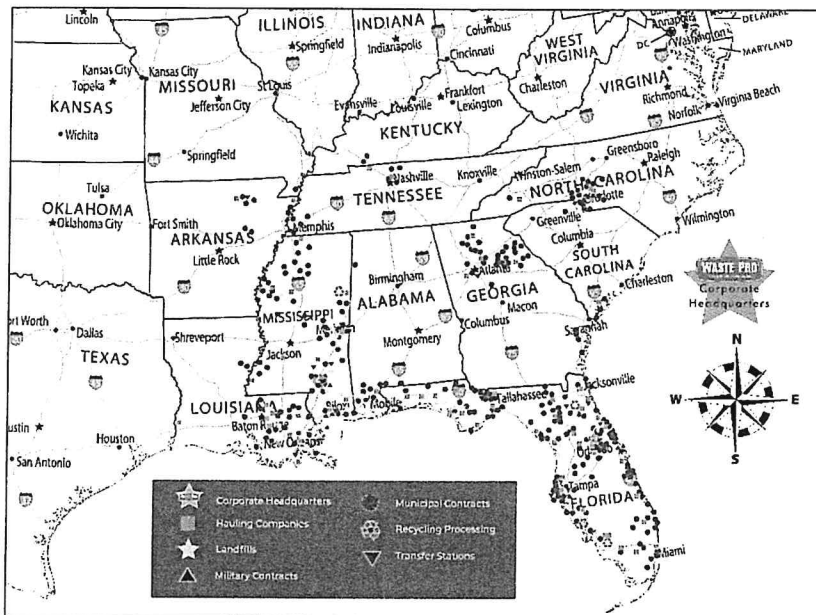 Lincoln
ILLINOIS
INDIANA
Columbus
Springfield
Indianapolis
Cincinnati
WEST
VIRGINIA
Annapolis
DC
Washington
DELAWARE
MARYLAND
Kansas City
Kansas City
Topeka
MISSOURI
St Louis
Jefferson City
KANSAS
Wichita
Evansville
Louisville
Frankfort
Lexington
Charleston
VIRGINIA
Richmond
Norfolk
Virginia Beach
KENTUCKY
Springfield
Tulsa
OKLAHOMA
Oklahoma City
Fort Smith
ARKANSAS
Little Rock
Memphis
Nashville
TENNESSEE
Knoxville
Winston-Salem
Greensboro
Raleigh
NORTH CAROLINA
Charlotte
Greenville
Columbia
SOUTH
CAROLINA
Wilmington
Charleston
Birmingham
ALABAMA
Montgomery
Atlanta
GEORGIA
Macon
Columbus
Savannah
MISSISSIPPI
Jackson
Shreveport
ort Worth
Dallas
TEXAS
ustin
Houston
San Antonio
LOUISIANA
Baton Rouge
New Orleans
Biloxi
Mobile
Tallahassee
Jacksonville
Tampa
FLORIDA
Miami
WASTE PRO
Corporate
Headquarters
N
W
E
S
Corporate Headquarters
Hauling Companies
Landfills
Military Contracts
Municipal Contracts
Recycling Processing
Transfer Stations